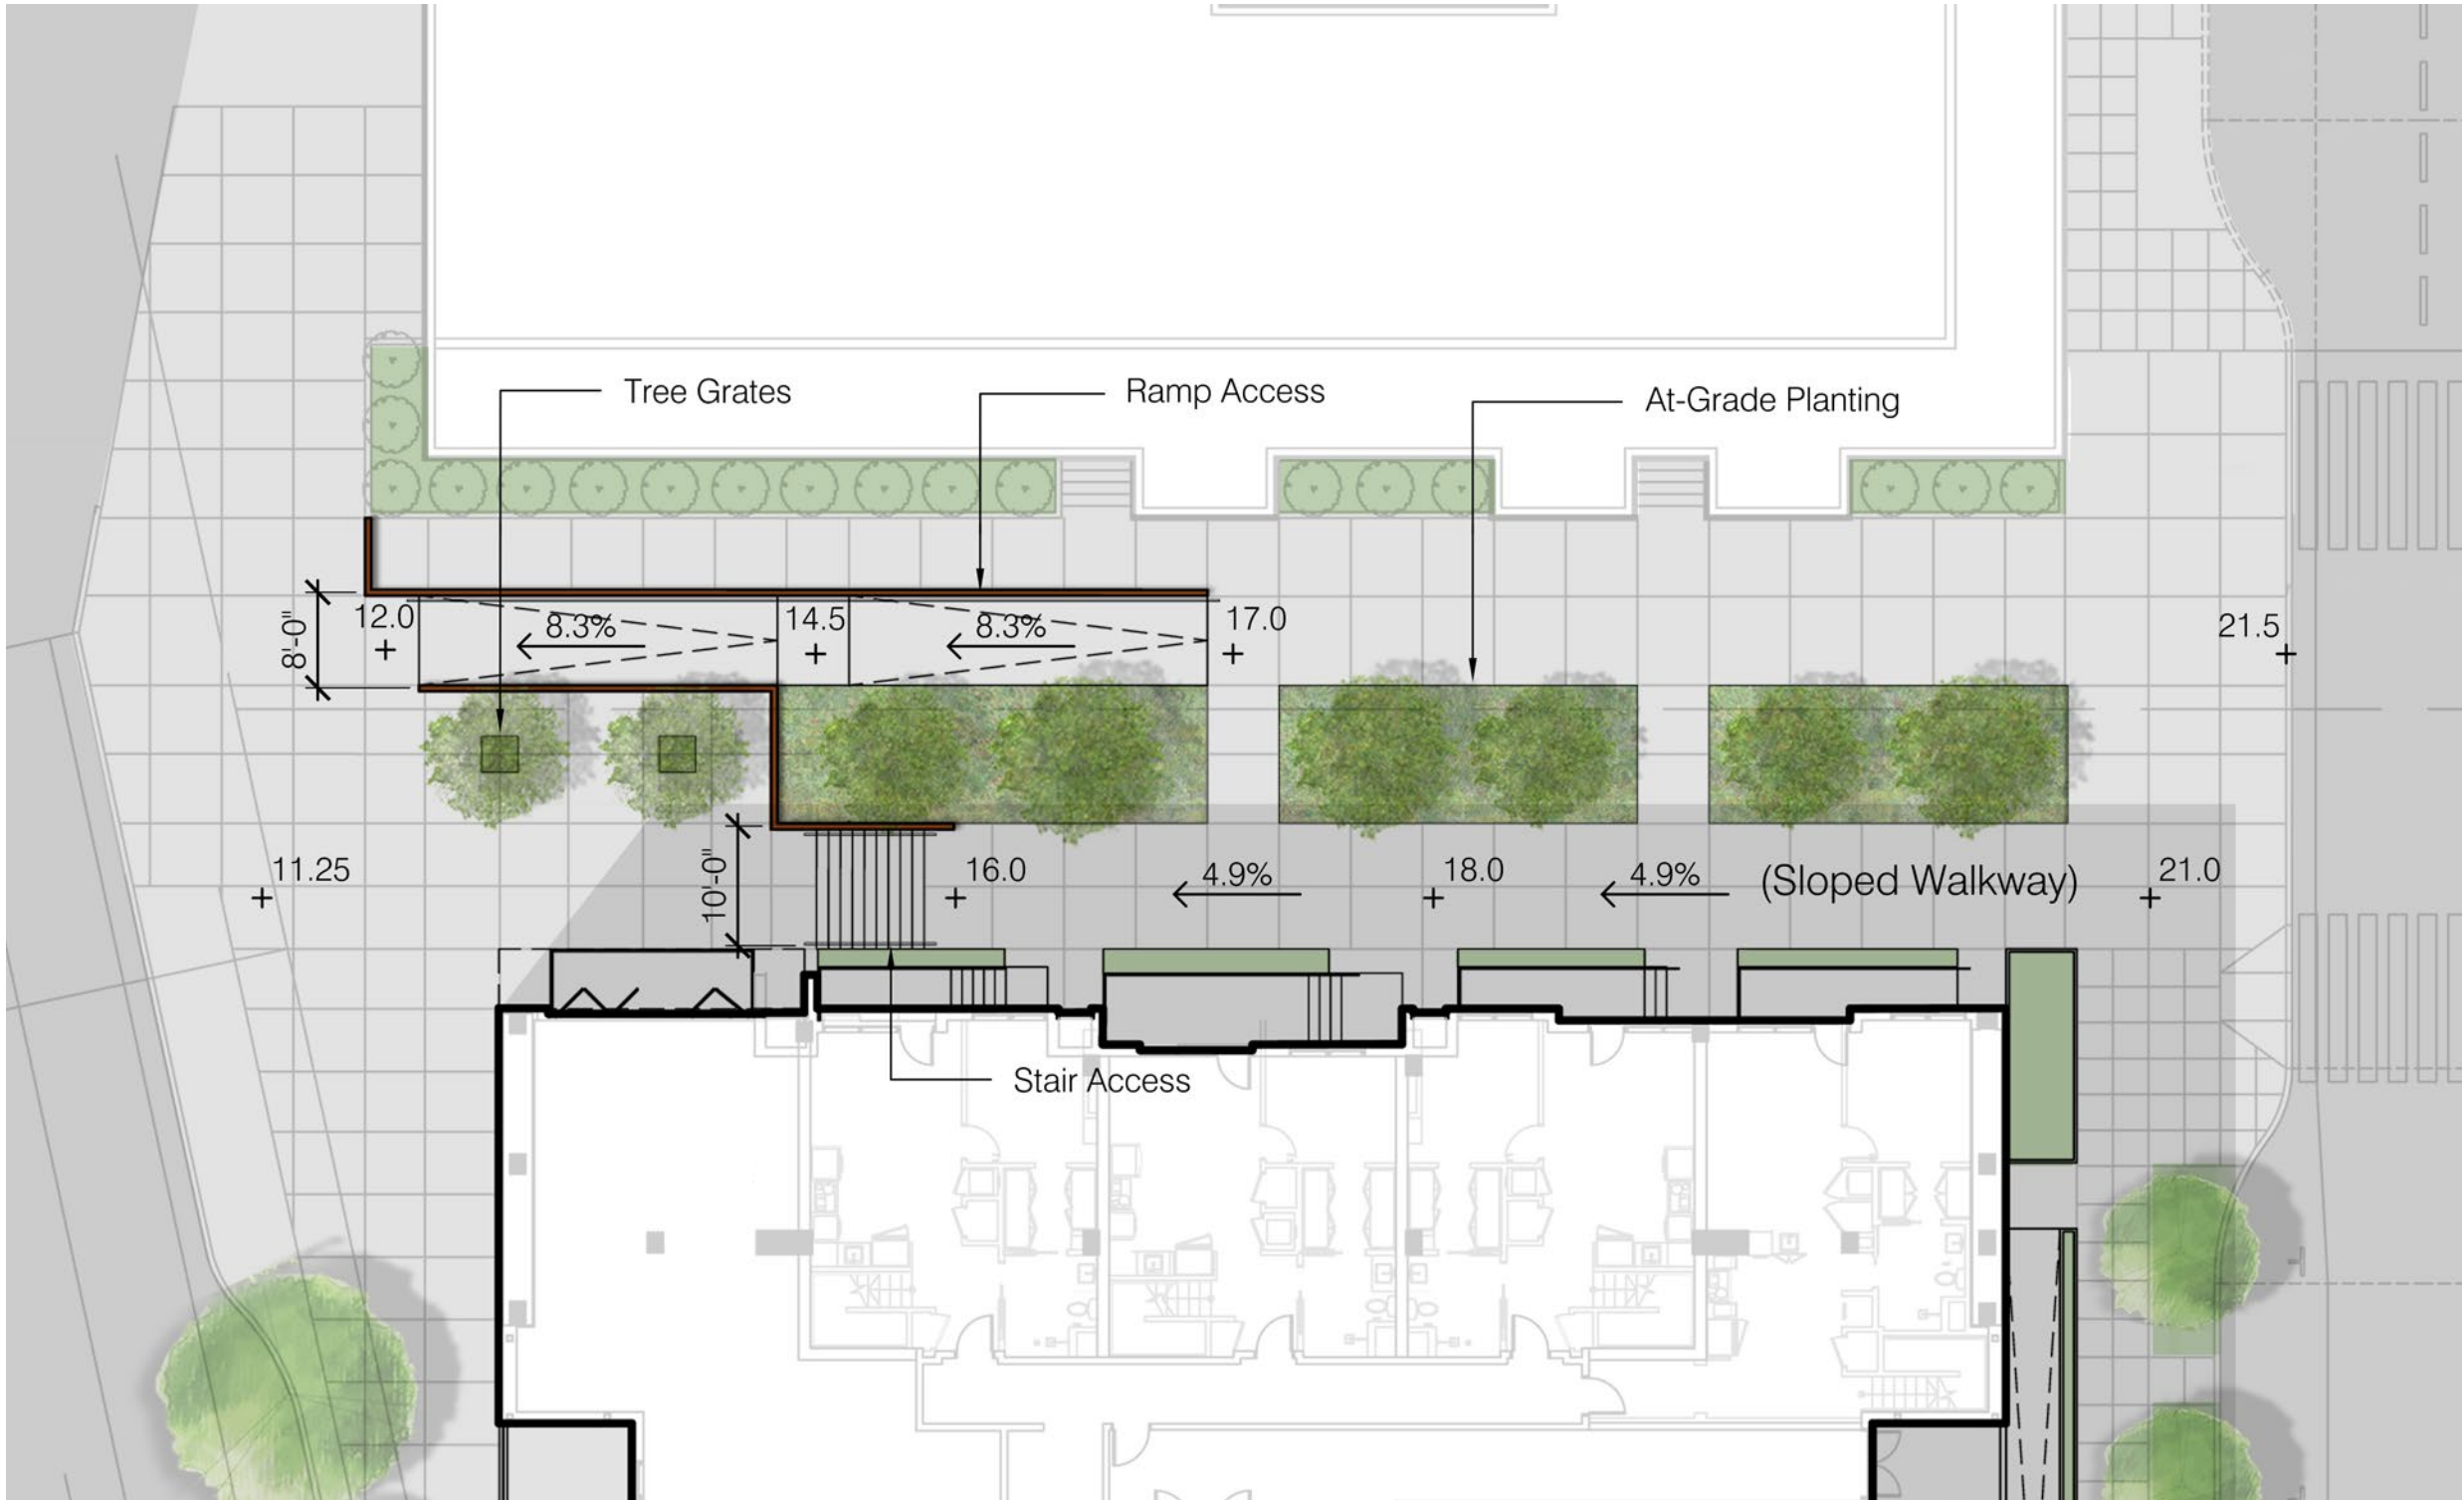 Tree Grates
Ramp Access
At-Grade Planting
8'-0"
12.0
8.3%
14.5
8.3%
17.0
21.5
11.25
10'-0"
16.0
4.9%
18.0
4.9%
(Sloped Walkway)
21.0
Stair Access